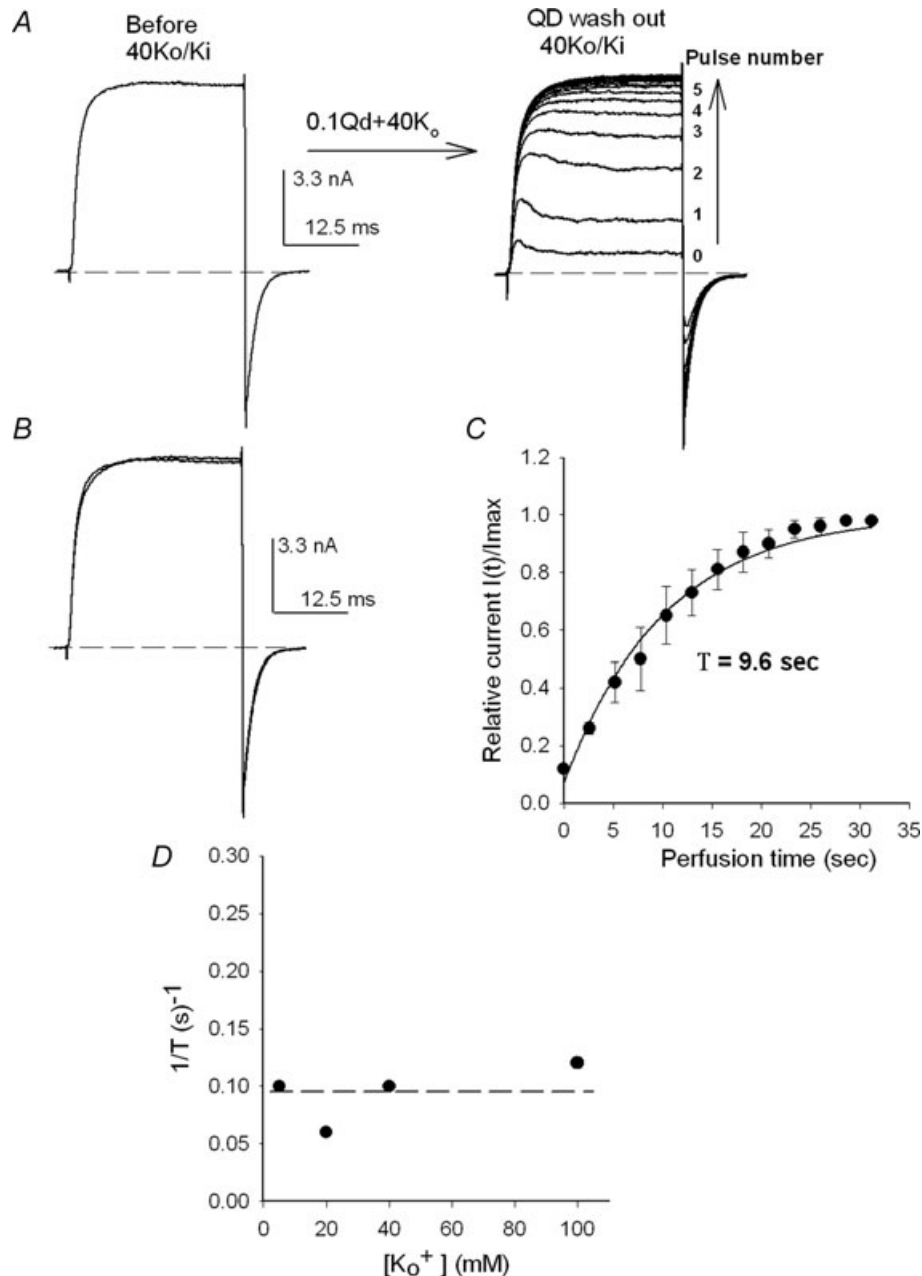 A
Before
40Ko/Ki
QD wash out
40Ko/Ki
Pulse number
0.1Qd+40Kₒ
3.3 nA
12.5 ms
5
4
3
2
1
0
B
3.3 nA
12.5 ms
C
Relative current I(t)/Imax
1.2
1.0
0.8
0.6
0.4
0.2
0.0
T = 9.6 sec
0 5 10 15 20 25 30 35
Perfusion time (sec)
D
1/T (s)⁻¹
0.30
0.25
0.20
0.15
0.10
0.05
0.00
0 20 40 60 80 100
[Kₒ⁺] (mM)